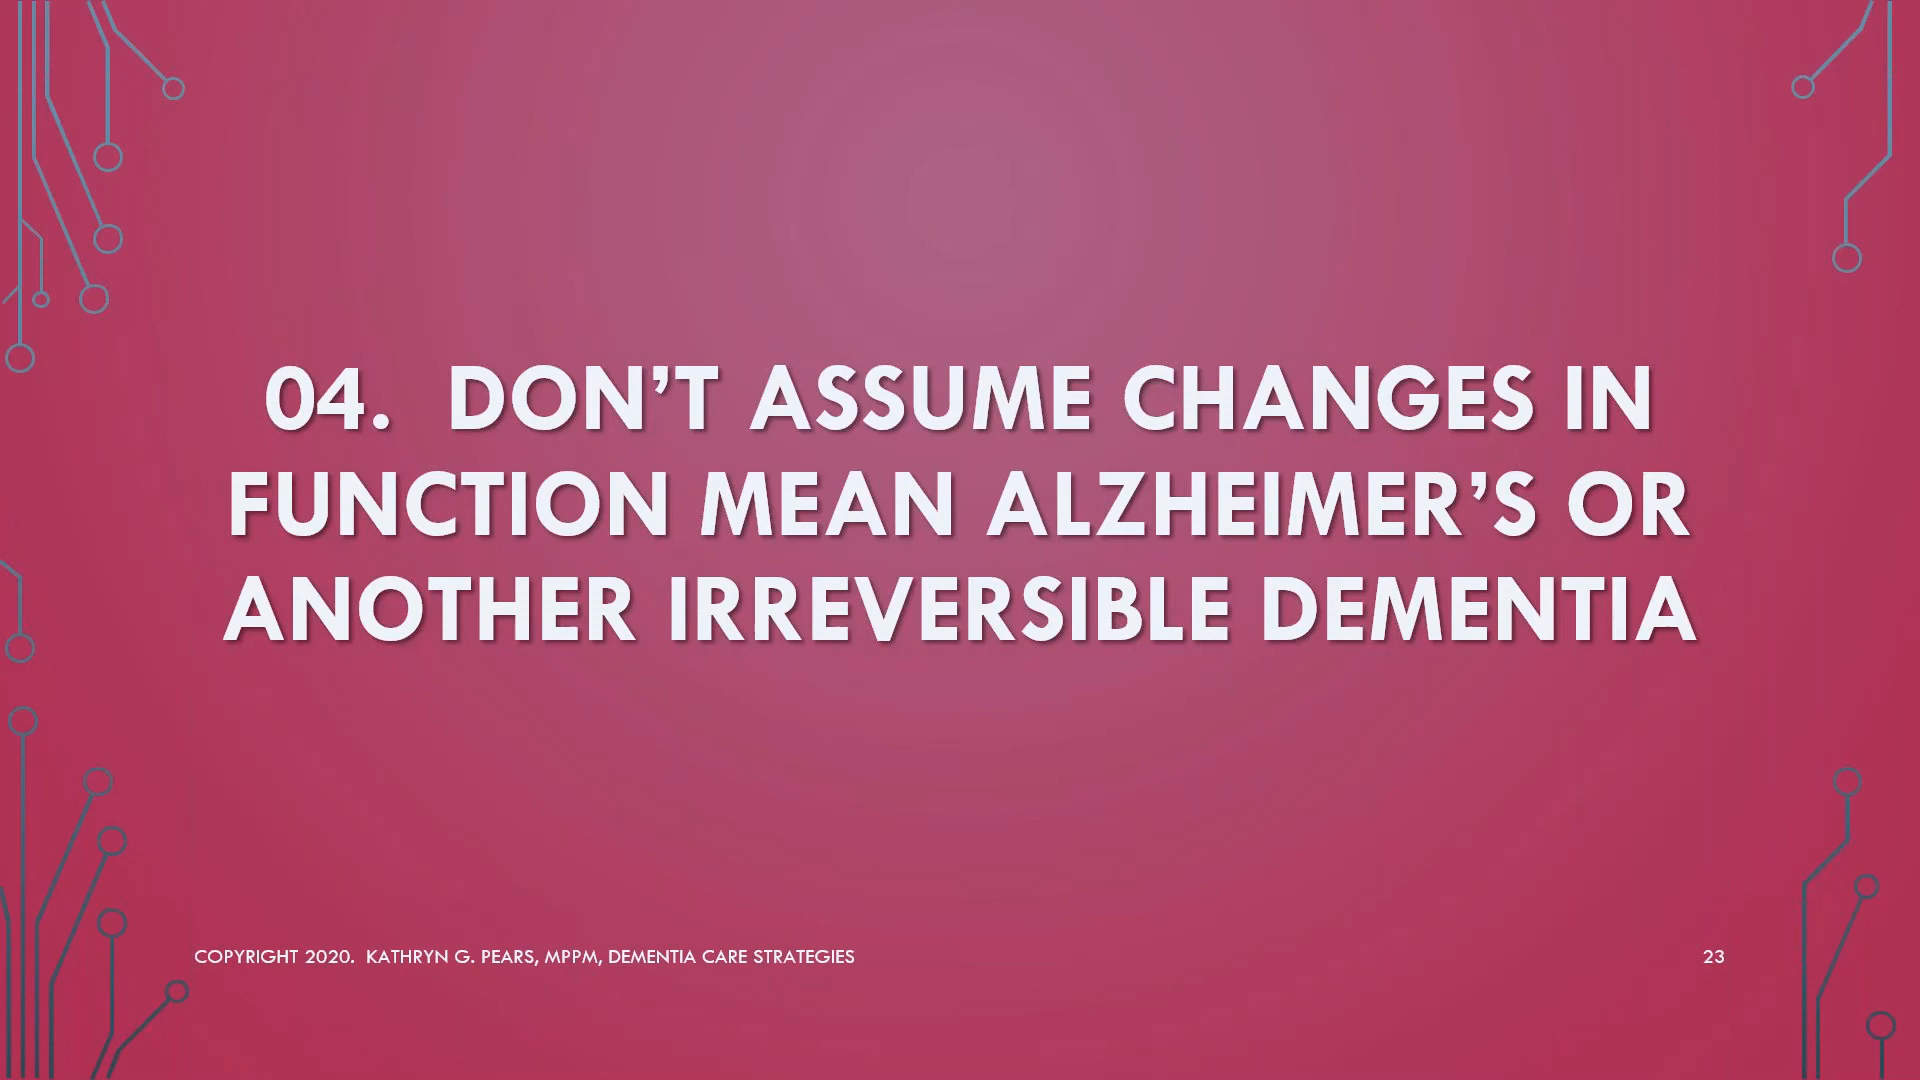 04.  DON’T ASSUME CHANGES IN
FUNCTION MEAN ALZHEIMER’S OR
ANOTHER IRREVERSIBLE DEMENTIA
COPYRIGHT 2020.  KATHRYN G. PEARS, MPPM, DEMENTIA CARE STRATEGIES
23